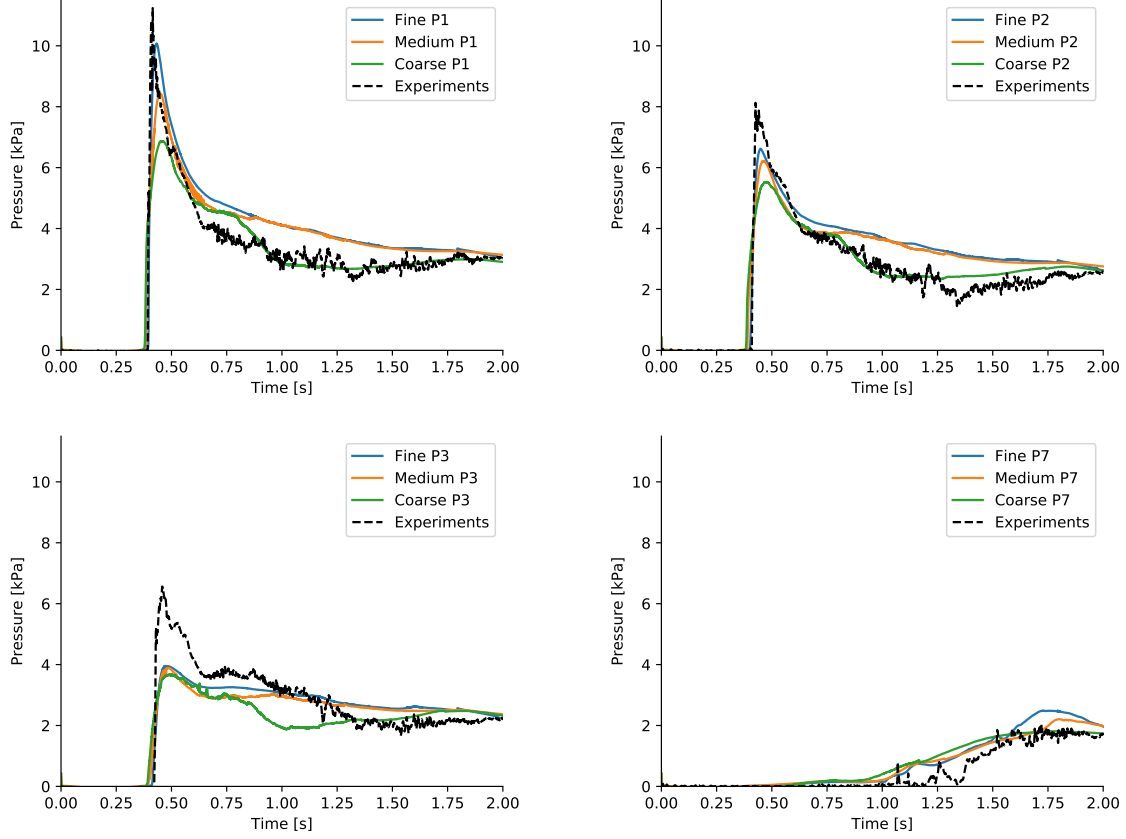 Fine P1
Medium P1
Coarse P1
Experiments
10
8
6
4
2
0
Pressure [kPa]
0.00 0.25 0.50 0.75 1.00 1.25 1.50 1.75 2.00
Time [s]
Fine P2
Medium P2
Coarse P2
Experiments
10
8
6
4
2
0
Pressure [kPa]
0.00 0.25 0.50 0.75 1.00 1.25 1.50 1.75 2.00
Time [s]
Fine P3
Medium P3
Coarse P3
Experiments
10
8
6
4
2
0
Pressure [kPa]
0.00 0.25 0.50 0.75 1.00 1.25 1.50 1.75 2.00
Time [s]
Fine P7
Medium P7
Coarse P7
Experiments
10
8
6
4
2
0
Pressure [kPa]
0.00 0.25 0.50 0.75 1.00 1.25 1.50 1.75 2.00
Time [s]